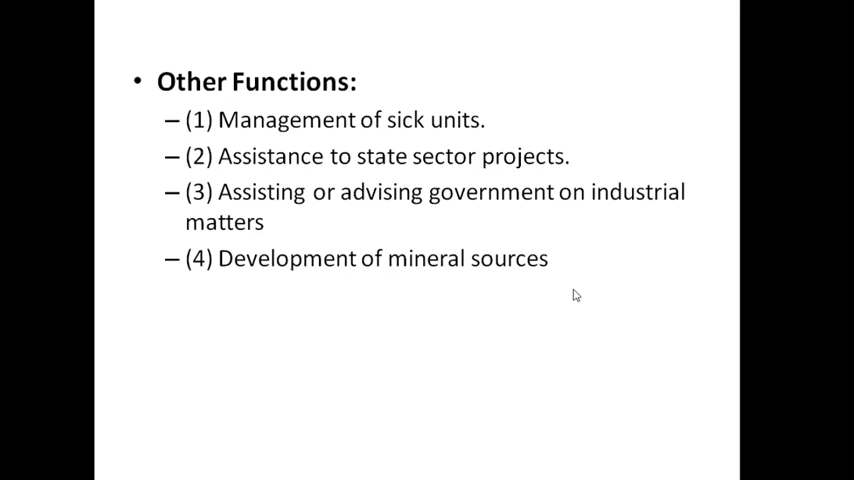 • Other Functions:
– (1) Management of sick units.
– (2) Assistance to state sector projects.
– (3) Assisting or advising government on industrial
matters
– (4) Development of mineral sources